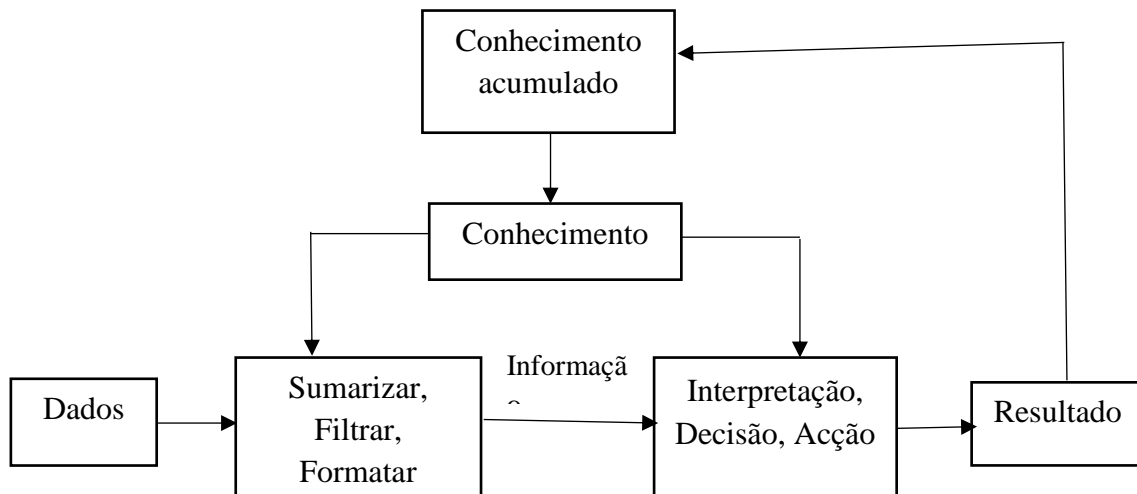 Conhecimento
acumulado
Conhecimento
Informaçã
o
Dados
Sumarizar,
Filtrar,
Formatar
Interpretação,
Decisão, Acção
Resultado